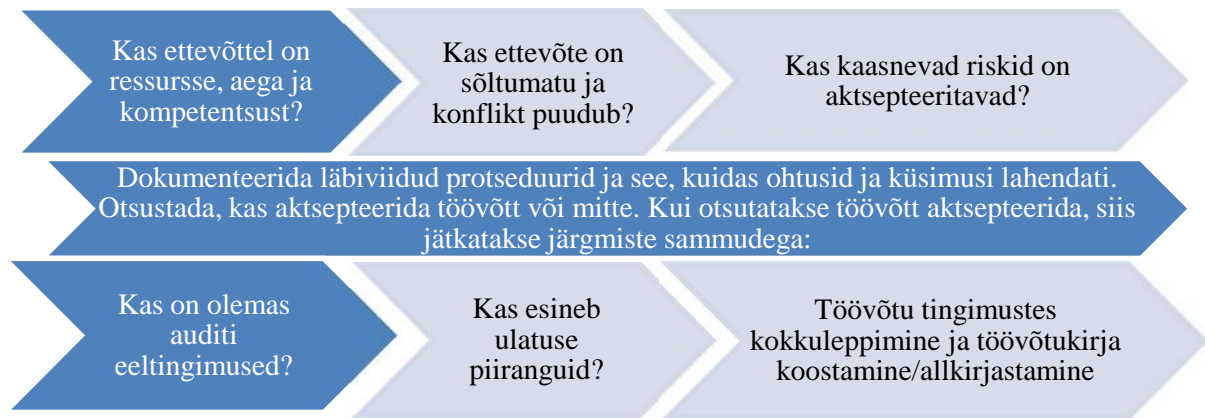 Kas ettevõttel on
ressursse, aega ja
kompetentsust?
Kas ettevõte on
sõltumatu ja
konflikt puudub?
Kas kaasnevad riskid on
aktsepteeritavad?
Dokumenteerida läbiviidud protseduurid ja see, kuidas ohtusid ja küsimusi lahendati.
Otsustada, kas aktsepteerida töövõtt või mitte. Kui otsutatakse töövõtt aktsepteerida, siis
jätkatakse järgmiste sammudega:
Kas on olemas
auditi
eeltingimused?
Kas esineb
ulatuse
piiranguid?
Töövõtu tingimustes
kokkuleppimine ja töövõtukirja
koostamine/allkirjastamine